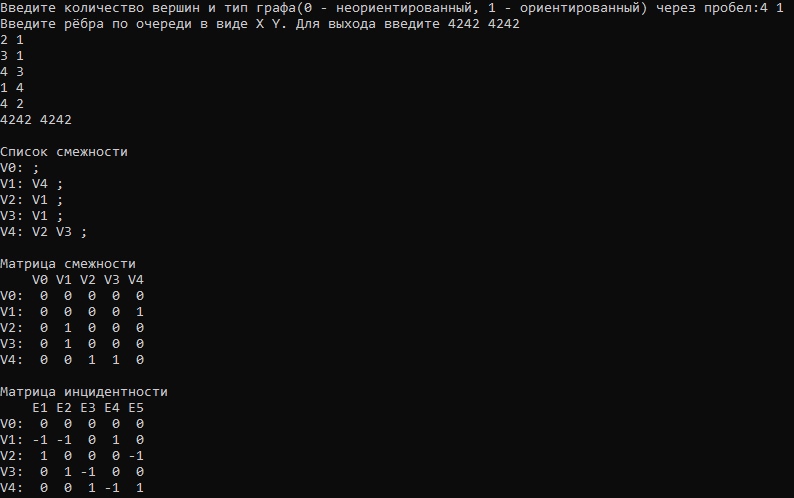 Введите количество вершин и тип графа(0 - неориентированный, 1 - ориентированный) через пробел:4 1
Введите рёбра по очереди в виде X Y. Для выхода введите 4242 4242
2 1
3 1
4 3
1 4
4 2
4242 4242
Список смежности
V0: ;
V1: V4 ;
V2: V1 ;
V3: V1 ;
V4: V2 V3 ;
Матрица смежности
V0 V1 V2 V3 V4
V0: 0 0 0 0 0
V1: 0 0 0 0 1
V2: 0 1 0 0 0
V3: 0 1 0 0 0
V4: 0 0 1 1 0
Матрица инцидентности
E1 E2 E3 E4 E5
V0: 0 0 0 0 0
V1: -1 -1 0 1 0
V2: 1 0 0 0 -1
V3: 0 1 -1 0 0
V4: 0 0 1 -1 1